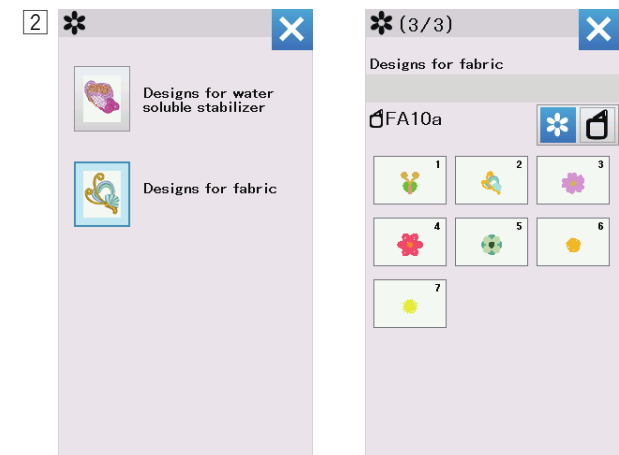 2
Designs for water
soluble stabilizer
Designs for fabric
(3/3)
Designs for fabric
FA10a
1 2 3
4 5 6
7